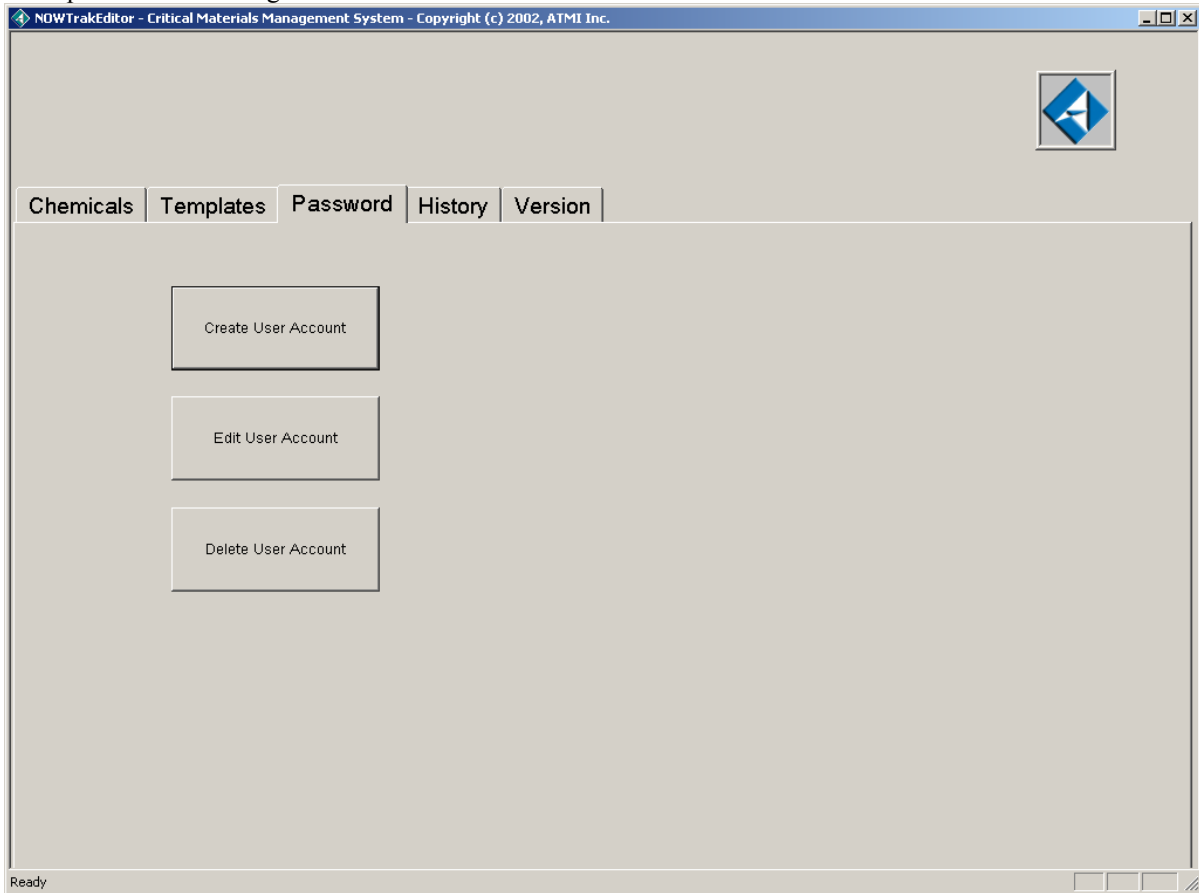 NOWTrakEditor - Critical Materials Management System - Copyright (c) 2002, ATMI Inc.
Chemicals Templates Password History Version
Create User Account
Edit User Account
Delete User Account
Ready